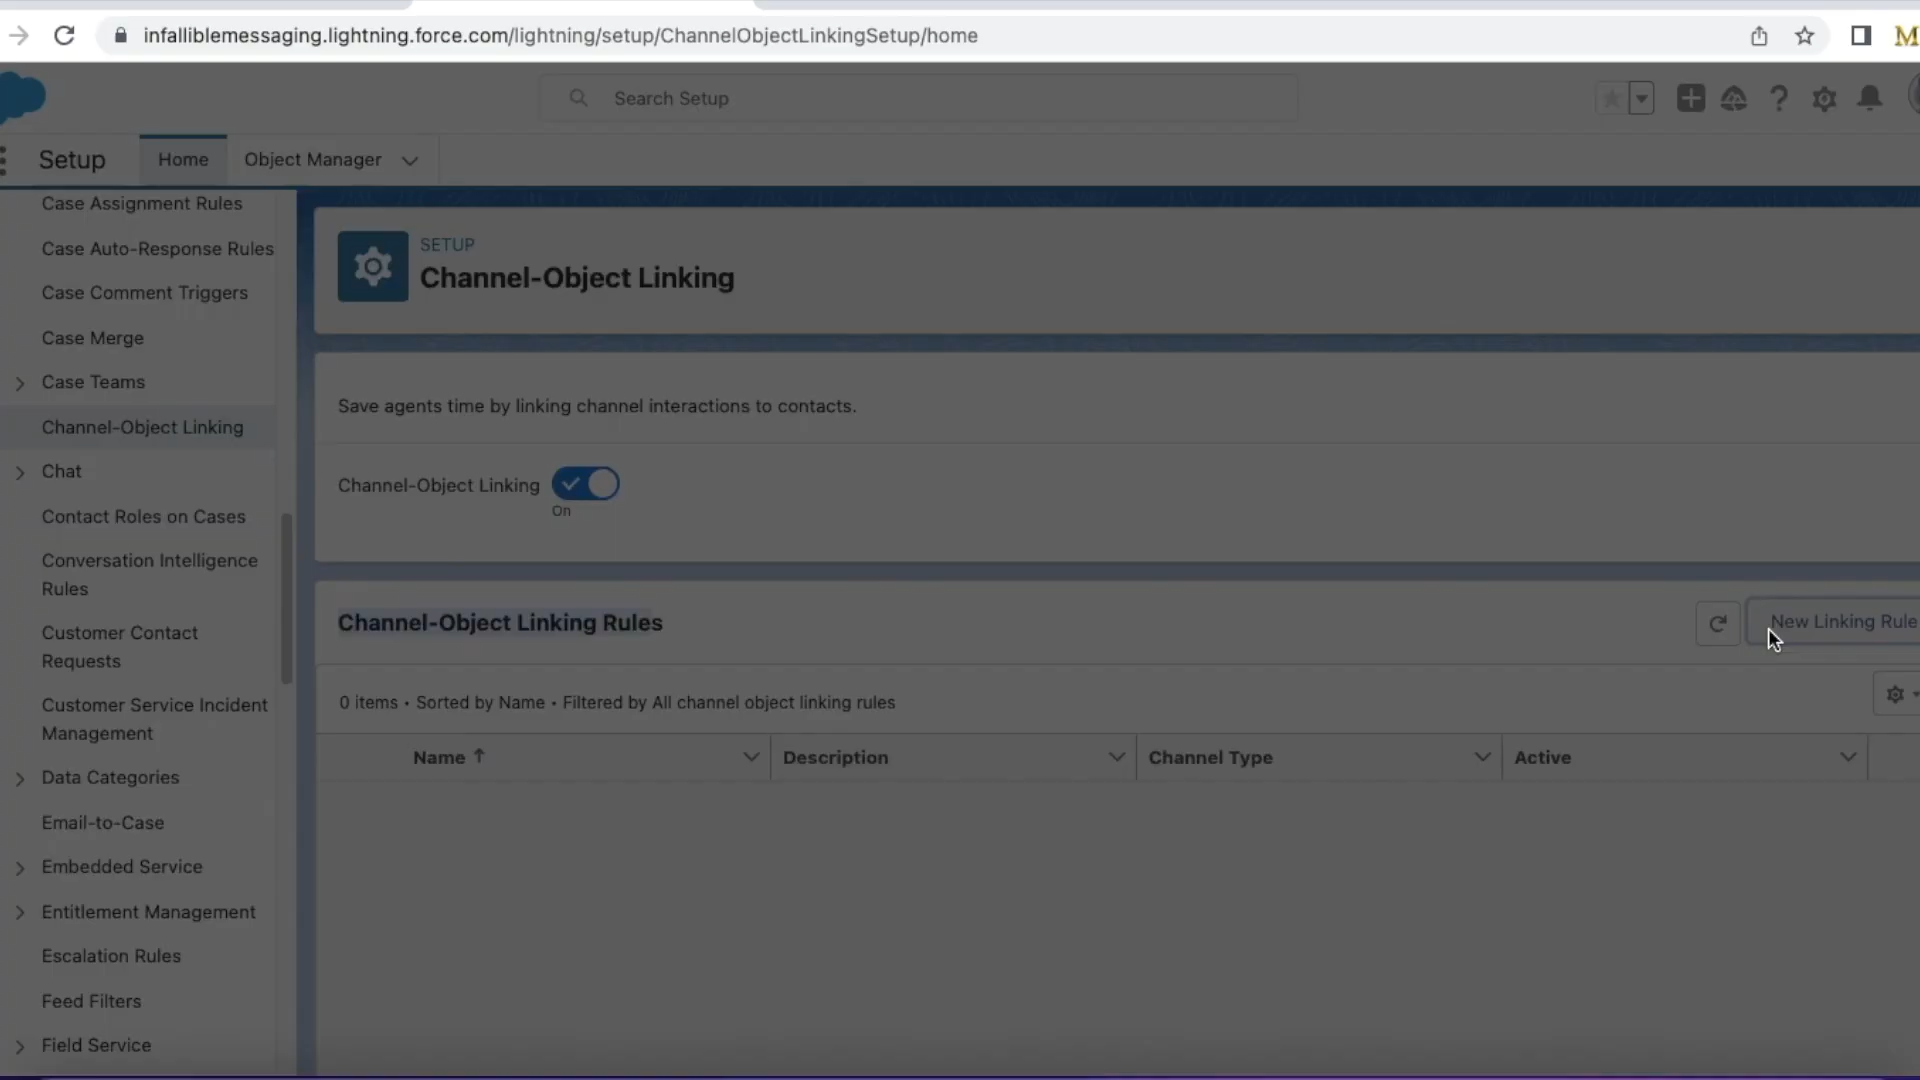 infalliblemessaging.lightning.force.com/lightning/setup/ChannelObjectLinkingSetup/home
M
Search Setup
Setup
Home
Object Manager
Case Assignment Rules
Case Auto-Response Rules
Case Comment Triggers
Case Merge
Case Teams
Channel-Object Linking
Chat
Contact Roles on Cases
Conversation Intelligence
Rules
Customer Contact
Requests
Customer Service Incident
Management
Data Categories
Email-to-Case
Embedded Service
Entitlement Management
Escalation Rules
Feed Filters
Field Service
SETUP
Channel-Object Linking
Save agents time by linking channel interactions to contacts.
Channel-Object Linking
On
Channel-Object Linking Rules
New Linking Rule
0 items • Sorted by Name • Filtered by All channel object linking rules
Name ↑ Description Channel Type Active